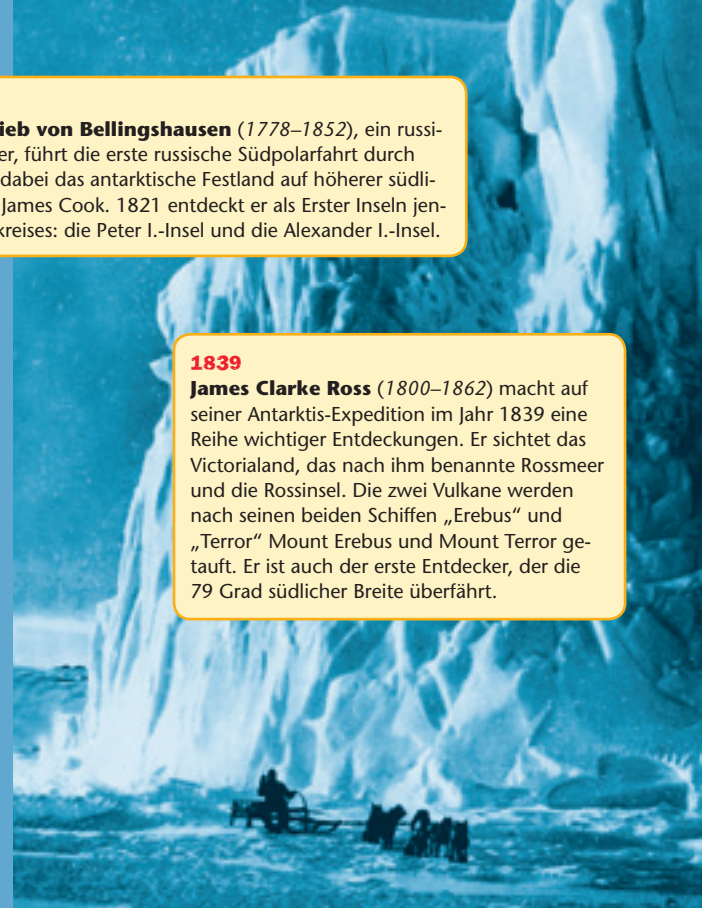 ieb von Bellingshausen (1778–1852), ein russi-
er, führt die erste russische Südpolarfahrt durch
dabei das antarktische Festland auf höherer südli-
James Cook. 1821 entdeckt er als Erster Inseln jen-
kreises: die Peter I.-Insel und die Alexander I.-Insel.
1839
James Clarke Ross (1800–1862) macht auf
seiner Antarktis-Expedition im Jahr 1839 eine
Reihe wichtiger Entdeckungen. Er sichtet das
Victorialand, das nach ihm benannte Rossmeer
und die Rossinsel. Die zwei Vulkane werden
nach seinen beiden Schiffen „Erebus“ und
„Terror“ Mount Erebus und Mount Terror ge-
tauft. Er ist auch der erste Entdecker, der die
79 Grad südlicher Breite überfährt.